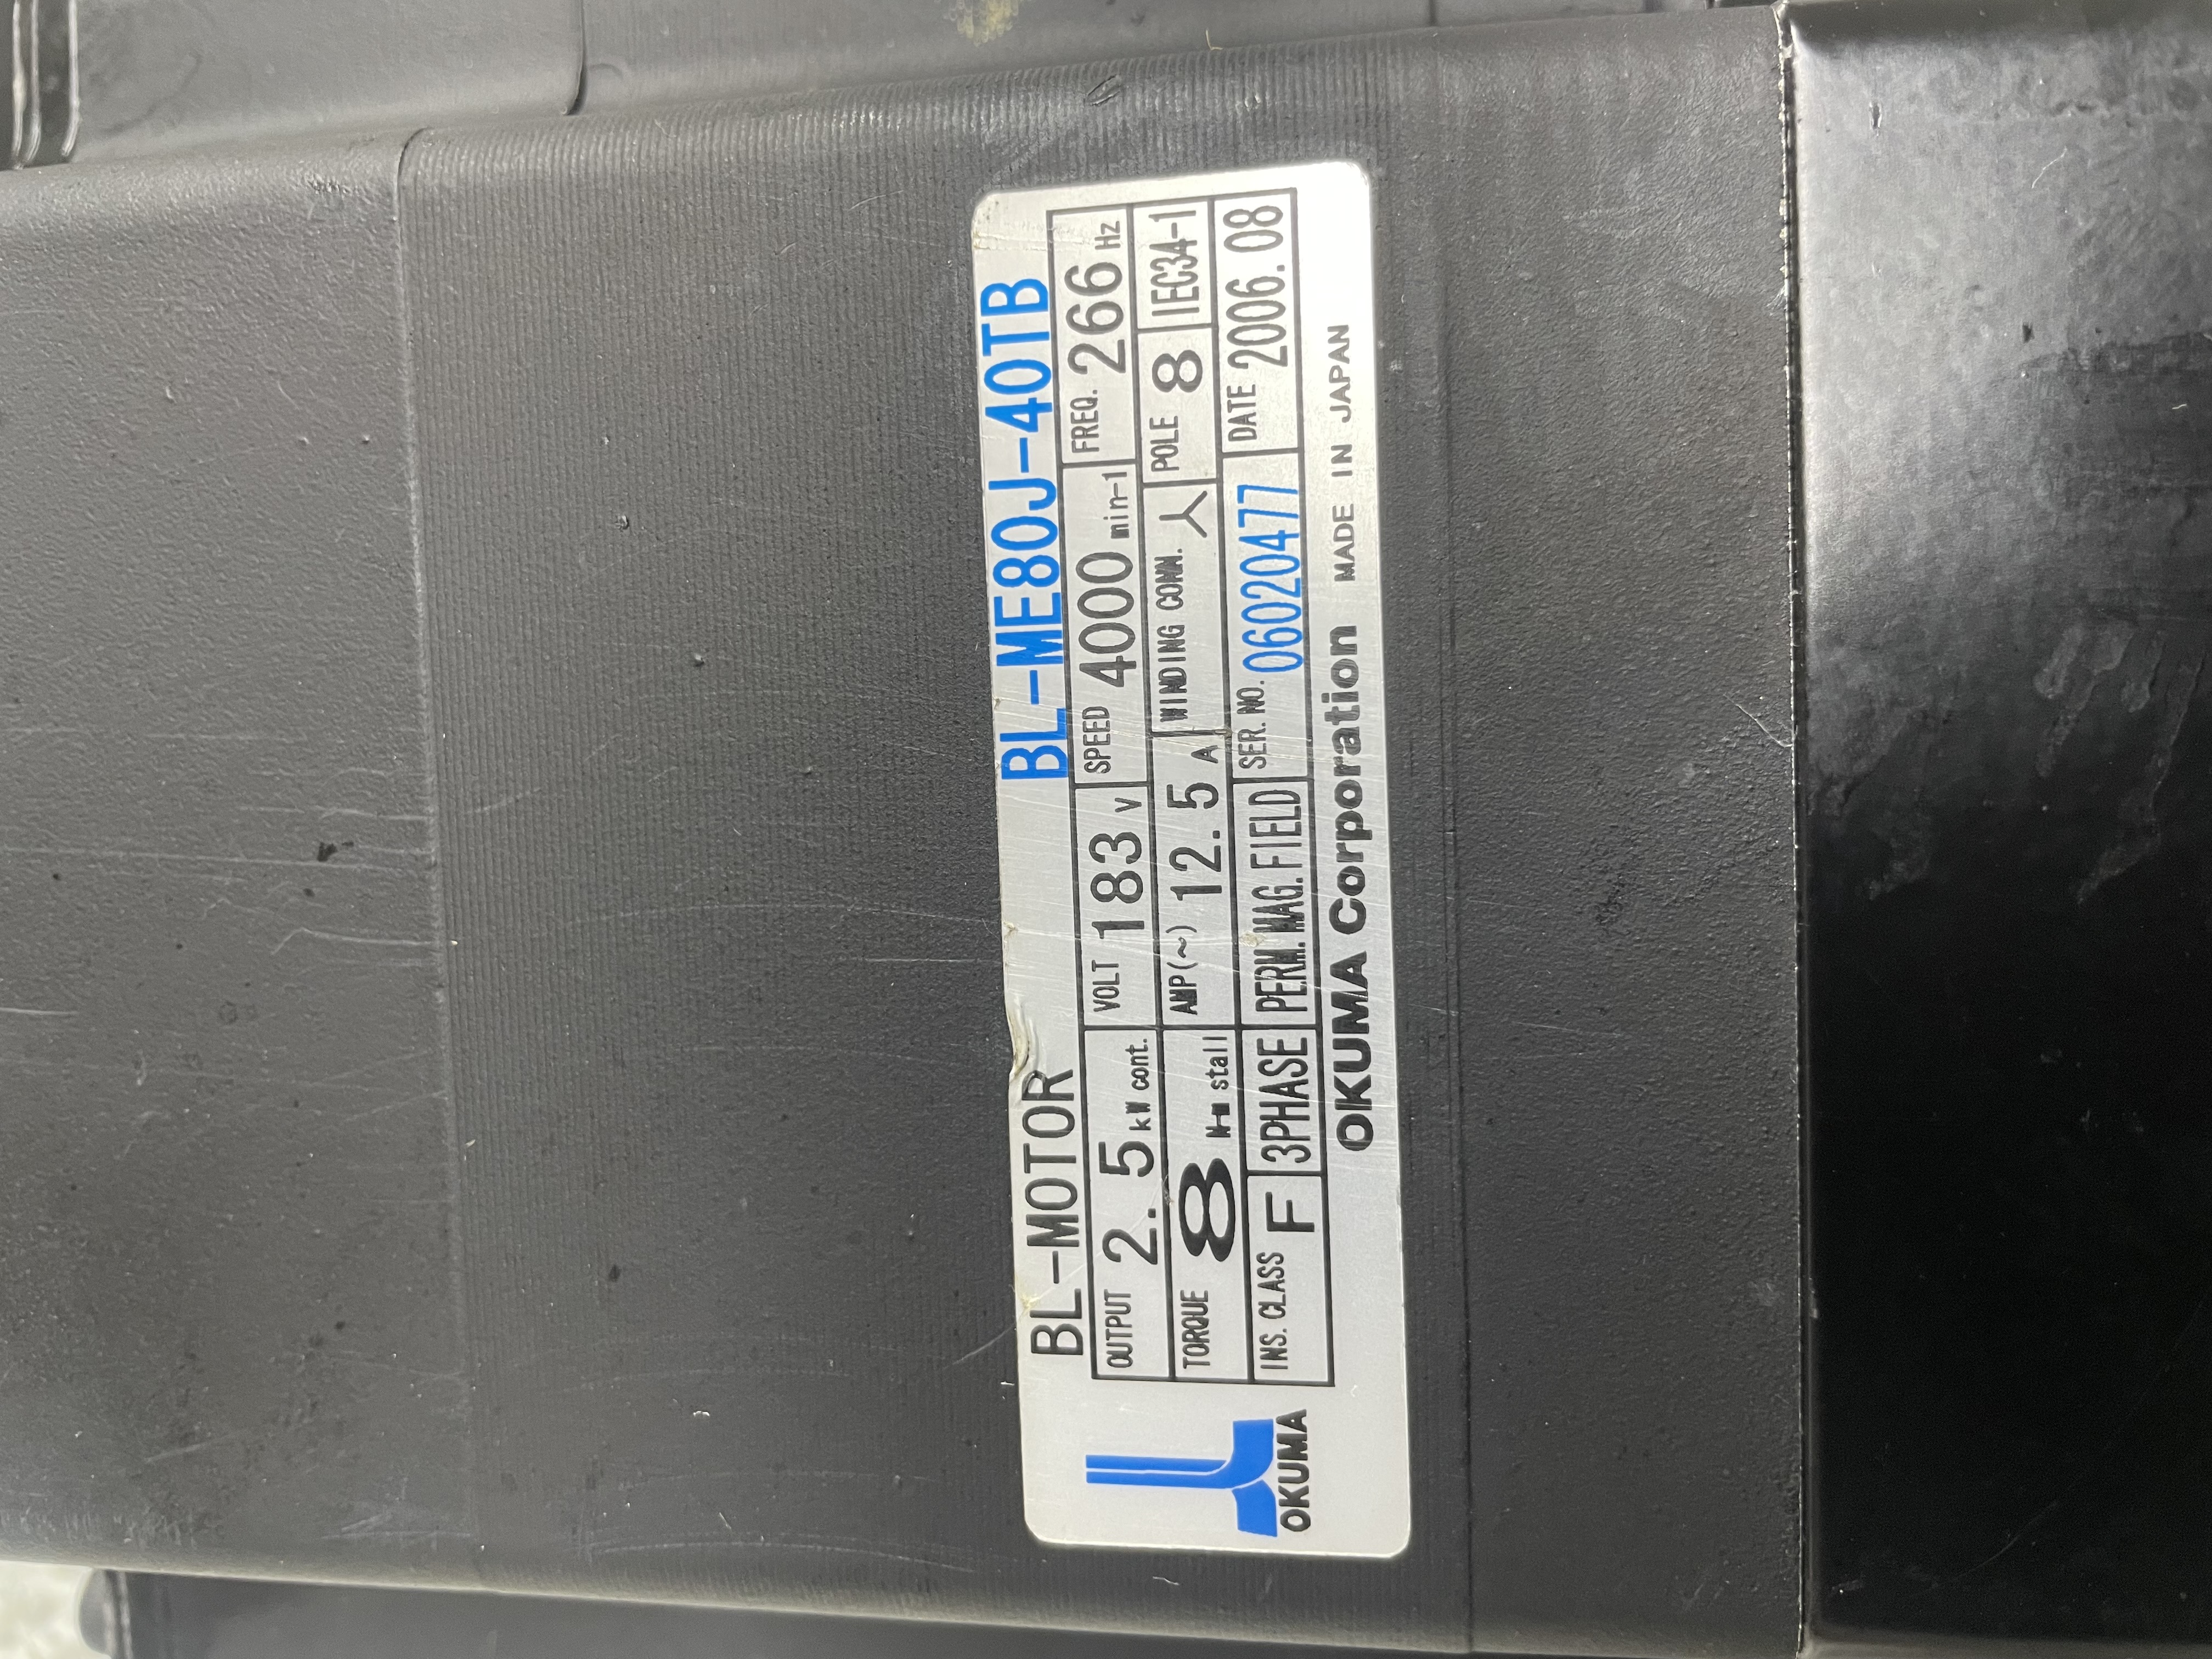 BL-MOTOR BL-ME80J-40TB
OUTPUT 2.5 kW cont. VOLT 183 V SPEED 4000 min-1 FREQ. 266 Hz
TORQUE 8 N-m stall AMP(~) 12.5 A WINDING CONN. 人 POLE 8 IEC34-1
INS. CLASS F 3PHASE PERM. MAG. FIELD SER. NO. 06020477 DATE 2006.08
OKUMA
OKUMA Corporation MADE IN JAPAN